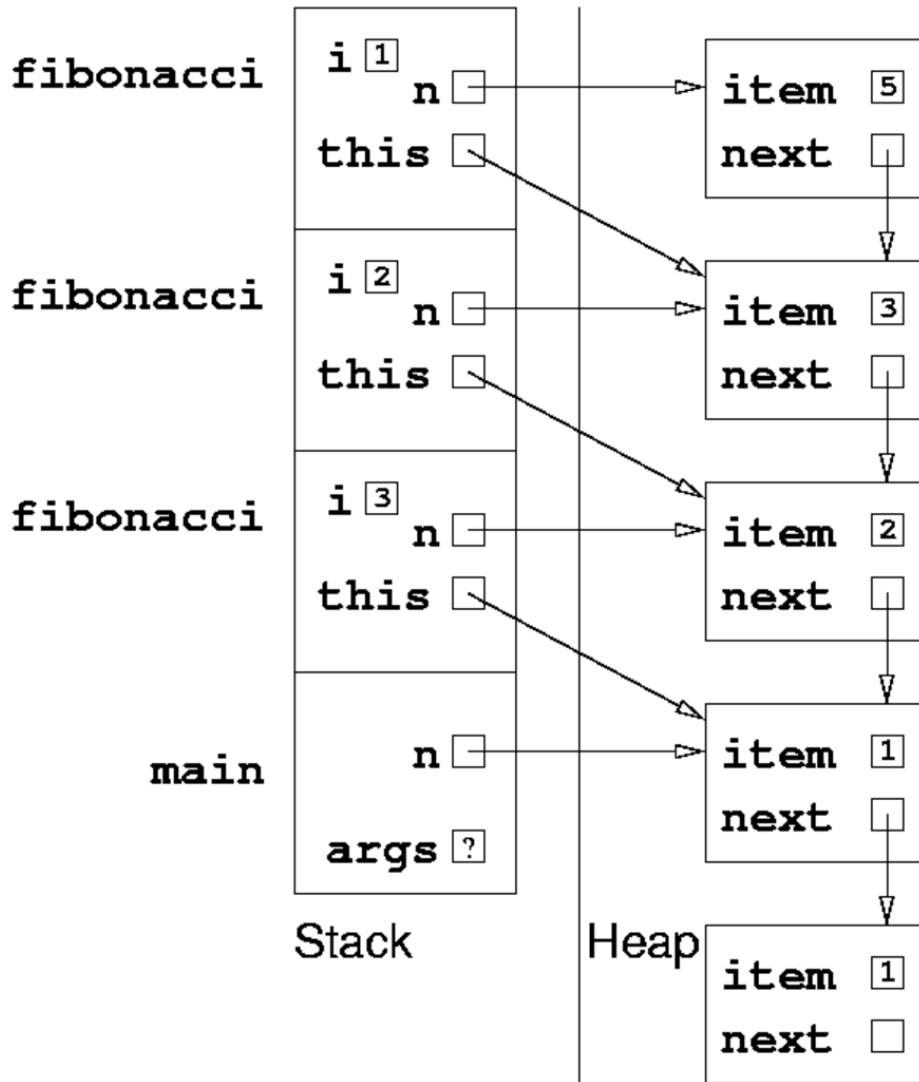 fibonacci i 1 n this item 5 next
fibonacci i 2 n this item 3 next
fibonacci i 3 n this item 2 next
main n args ? item 1 next
Stack Heap
item 1 next